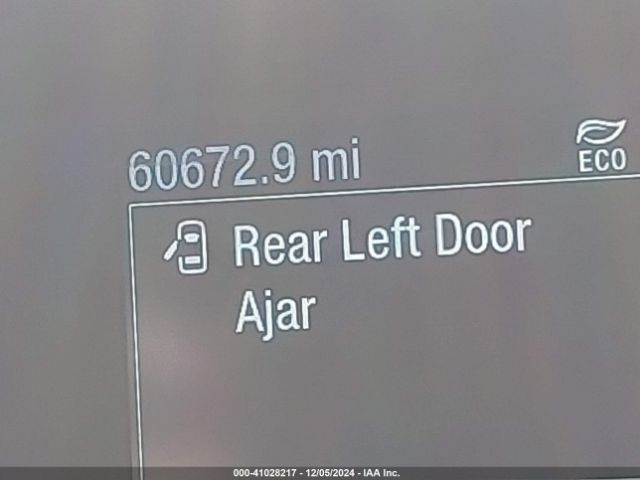 60672.9 mi
ECO
Rear Left Door
Ajar
000-41028217 - 12/05/2024 - IAA Inc.